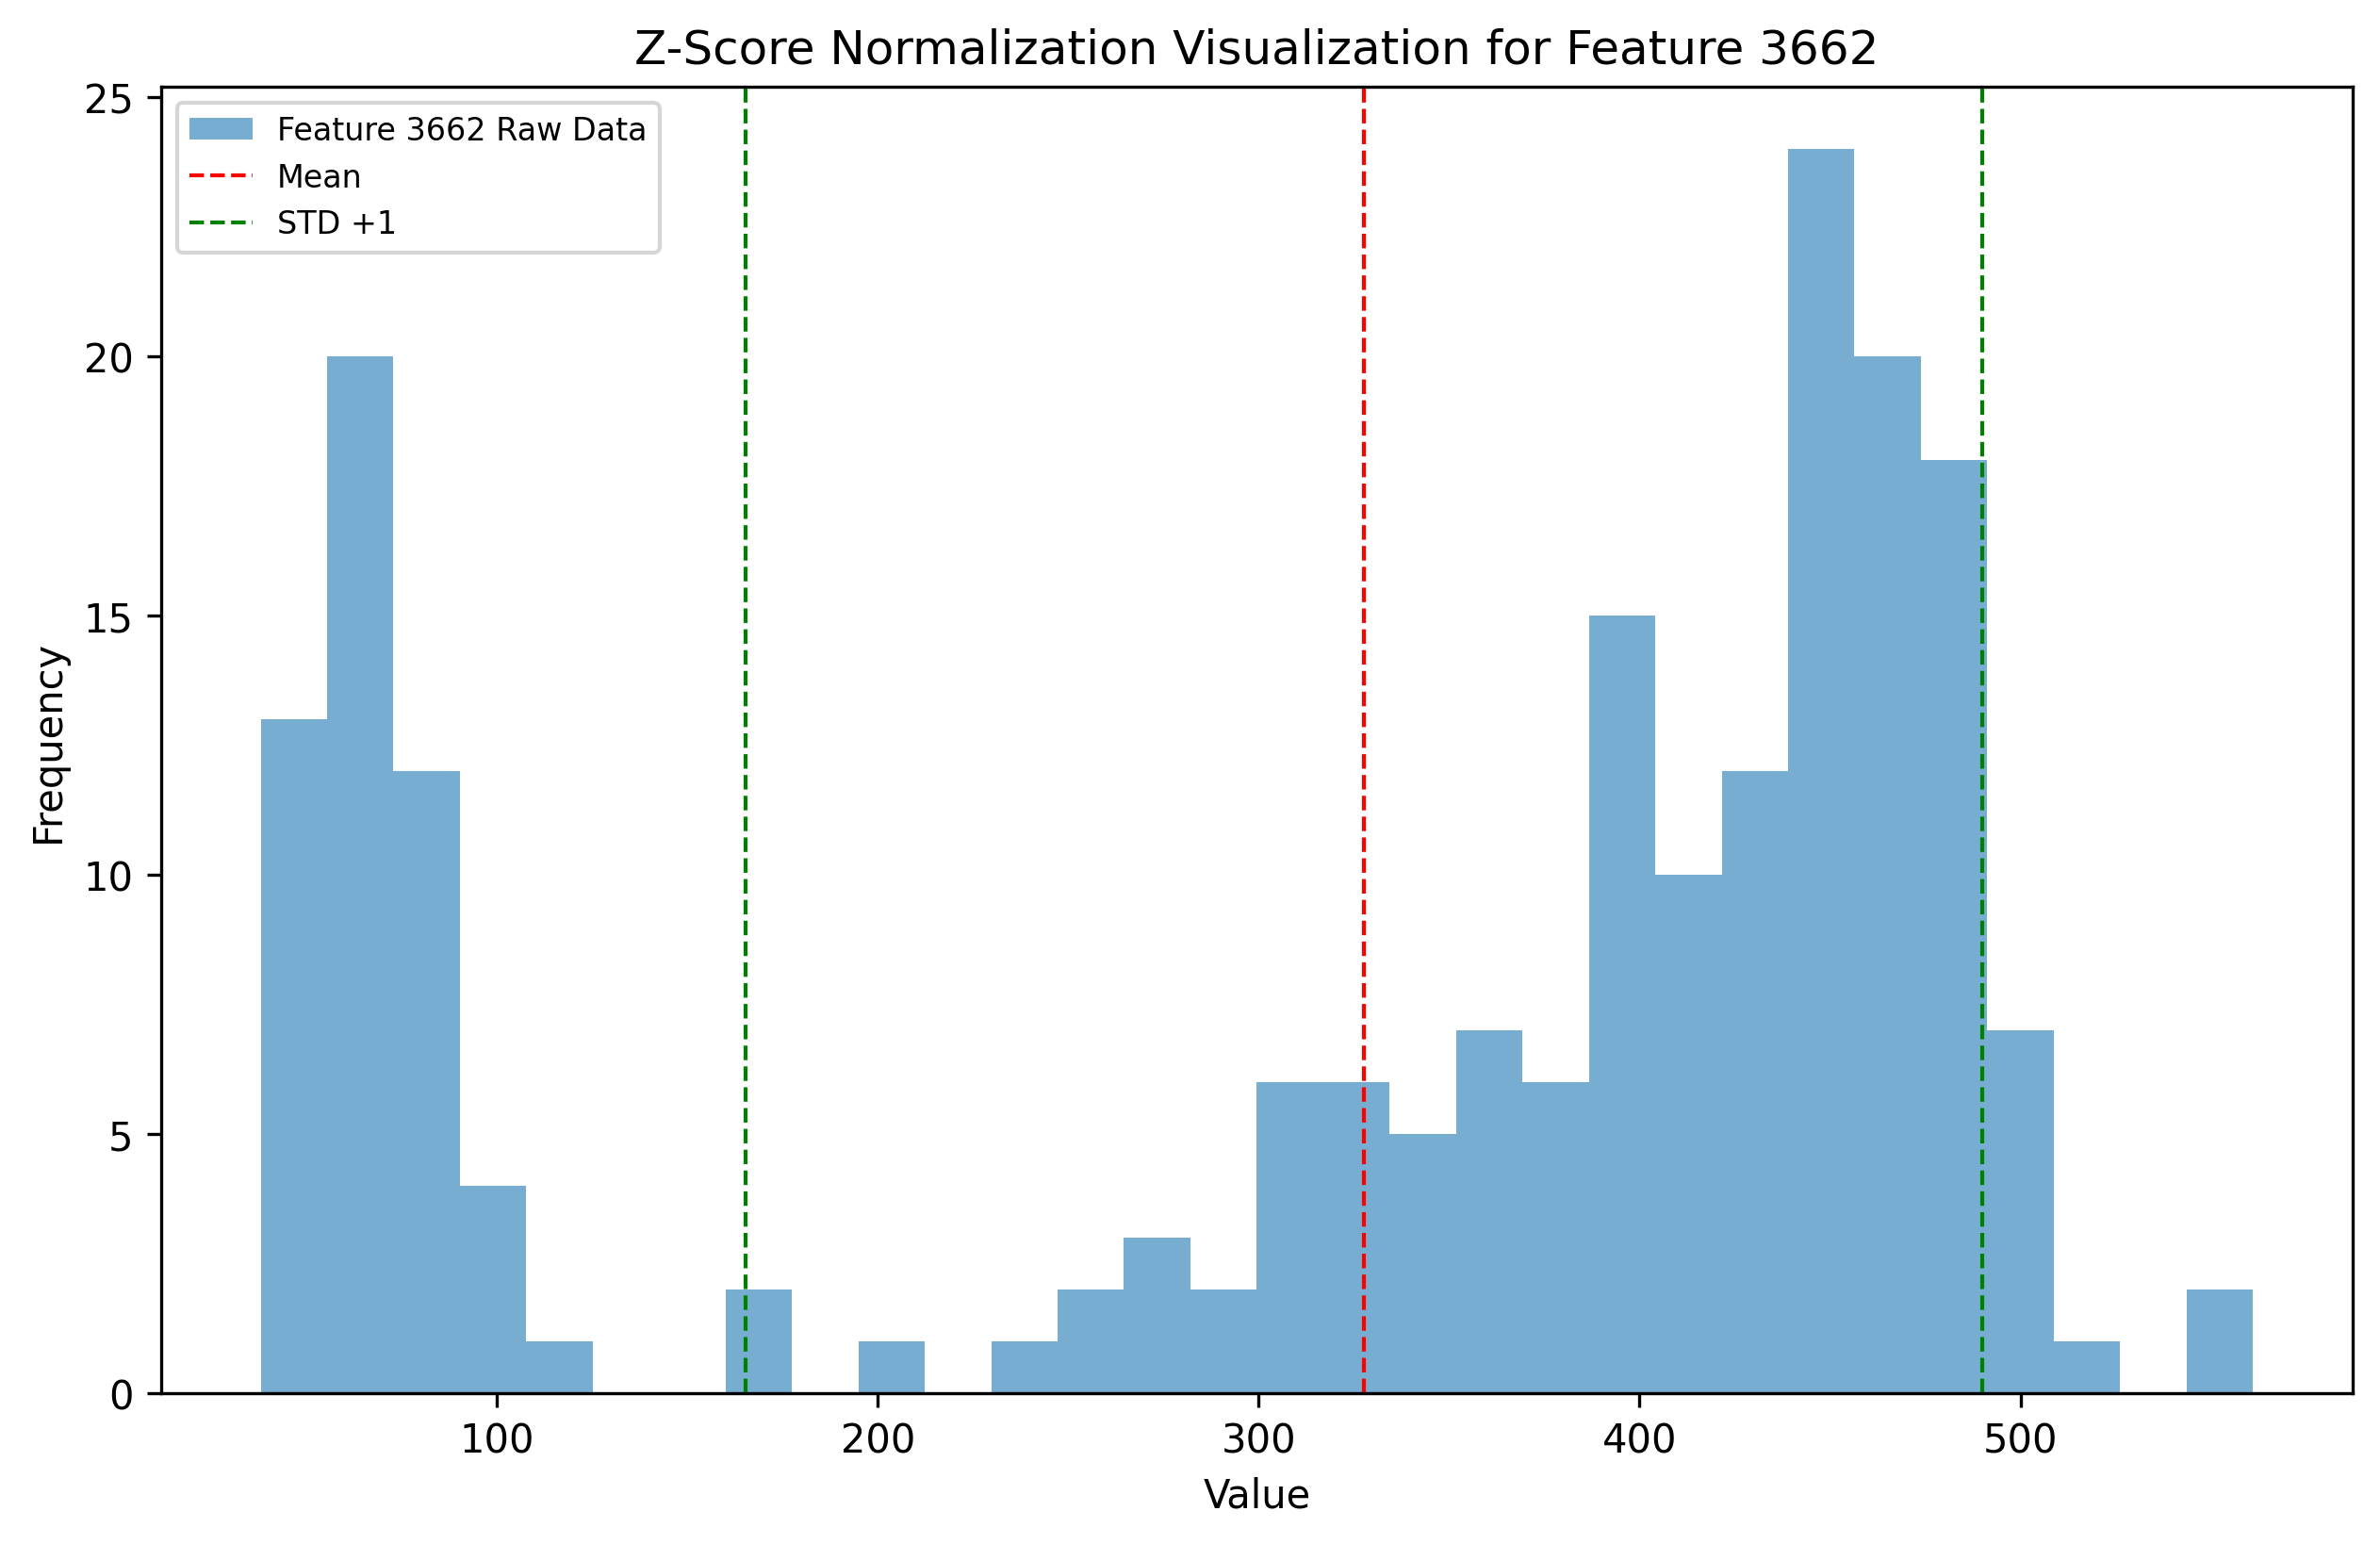 Z-Score Normalization Visualization for Feature 3662
Feature 3662 Raw Data
Mean
STD +1
25
20
15
10
5
0
Frequency
100 200 300 400 500
Value